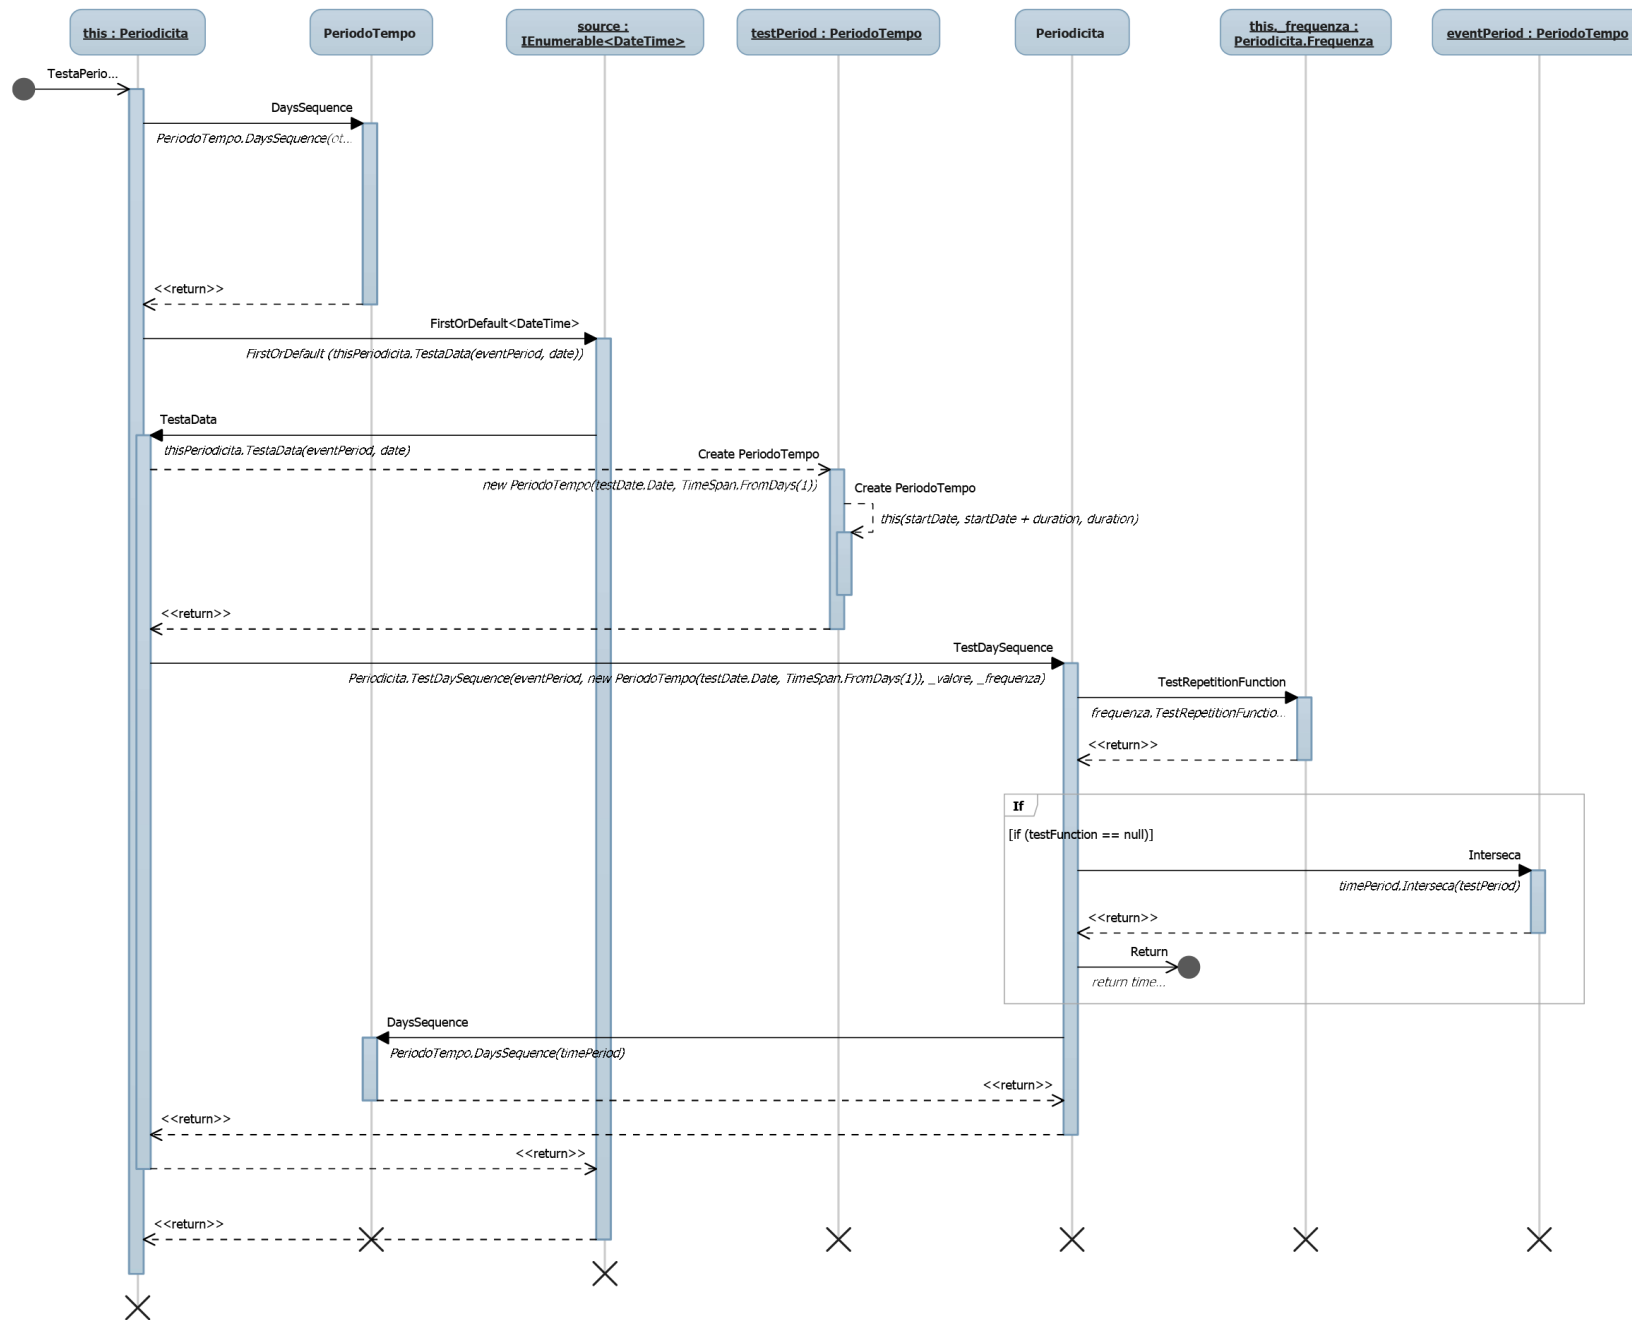 this : Periodicita
PeriodoTempo
source :
IEnumerable<DateTime>
testPeriod : PeriodoTempo
Periodicita
this._frequenza :
Periodicita.Frequenza
eventPeriod : PeriodoTempo
TestaPerio...
DaysSequence
PeriodoTempo.DaysSequence(ot...
<<return>>
FirstOrDefault<DateTime>
FirstOrDefault (thisPeriodicita.TestaData(eventPeriod, date))
TestaData
thisPeriodicita.TestaData(eventPeriod, date)
Create PeriodoTempo
new PeriodoTempo(testDate.Date, TimeSpan.FromDays(1))
Create PeriodoTempo
this(startDate, startDate + duration, duration)
<<return>>
TestDaySequence
Periodicita.TestDaySequence(eventPeriod, new PeriodoTempo(testDate.Date, TimeSpan.FromDays(1)), _valore, _frequenza)
TestRepetitionFunction
frequenza.TestRepetitionFunctio...
<<return>>
If
[if (testFunction == null)]
Interseca
timePeriod.Interseca(testPeriod)
<<return>>
Return
return time...
DaysSequence
PeriodoTempo.DaysSequence(timePeriod)
<<return>>
<<return>>
<<return>>
<<return>>